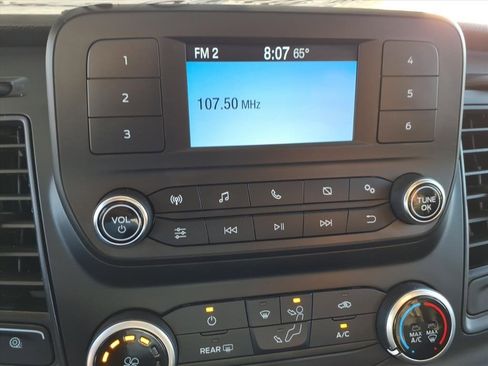 FM 2 8:07 65°
1
4
107.50 MHz
2
5
3
6
VOL
TUNE
OK
MAX
A/C
MAX
REAR
A/C